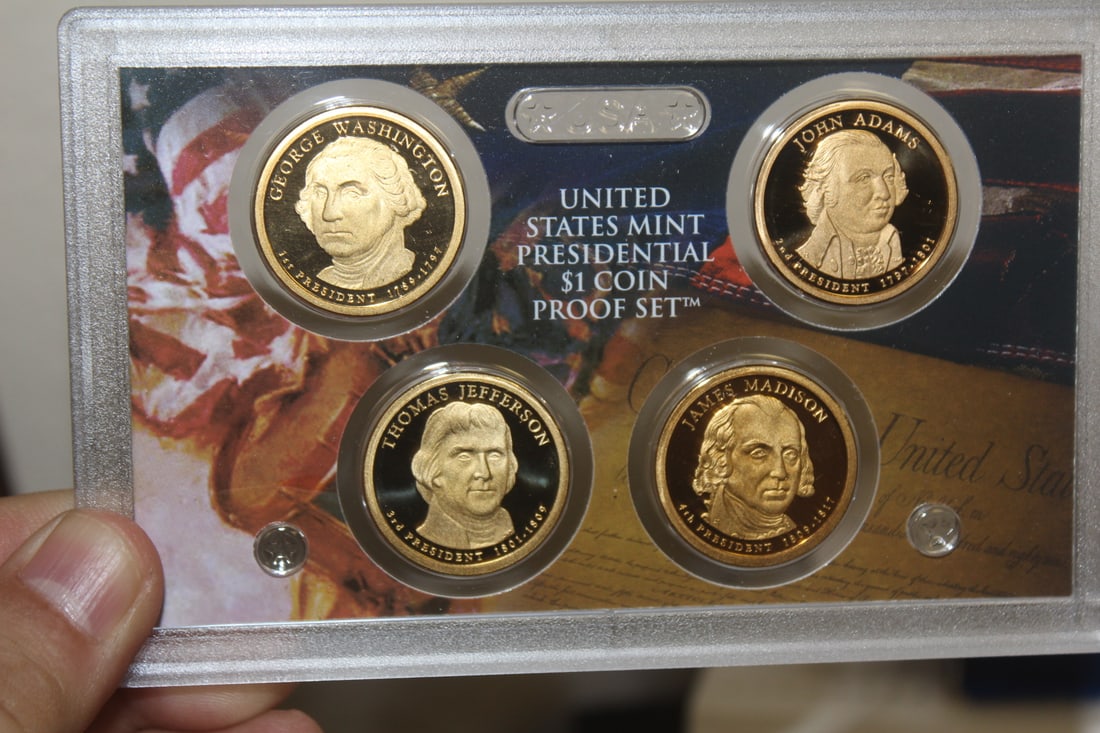 USA
GEORGE WASHINGTON
1st PRESIDENT 1789-1797
UNITED
STATES MINT
PRESIDENTIAL
$1 COIN
PROOF SET™
JOHN ADAMS
2nd PRESIDENT 1797-1801
THOMAS JEFFERSON
3rd PRESIDENT 1801-1809
JAMES MADISON
4th PRESIDENT 1809-1817
United Stat